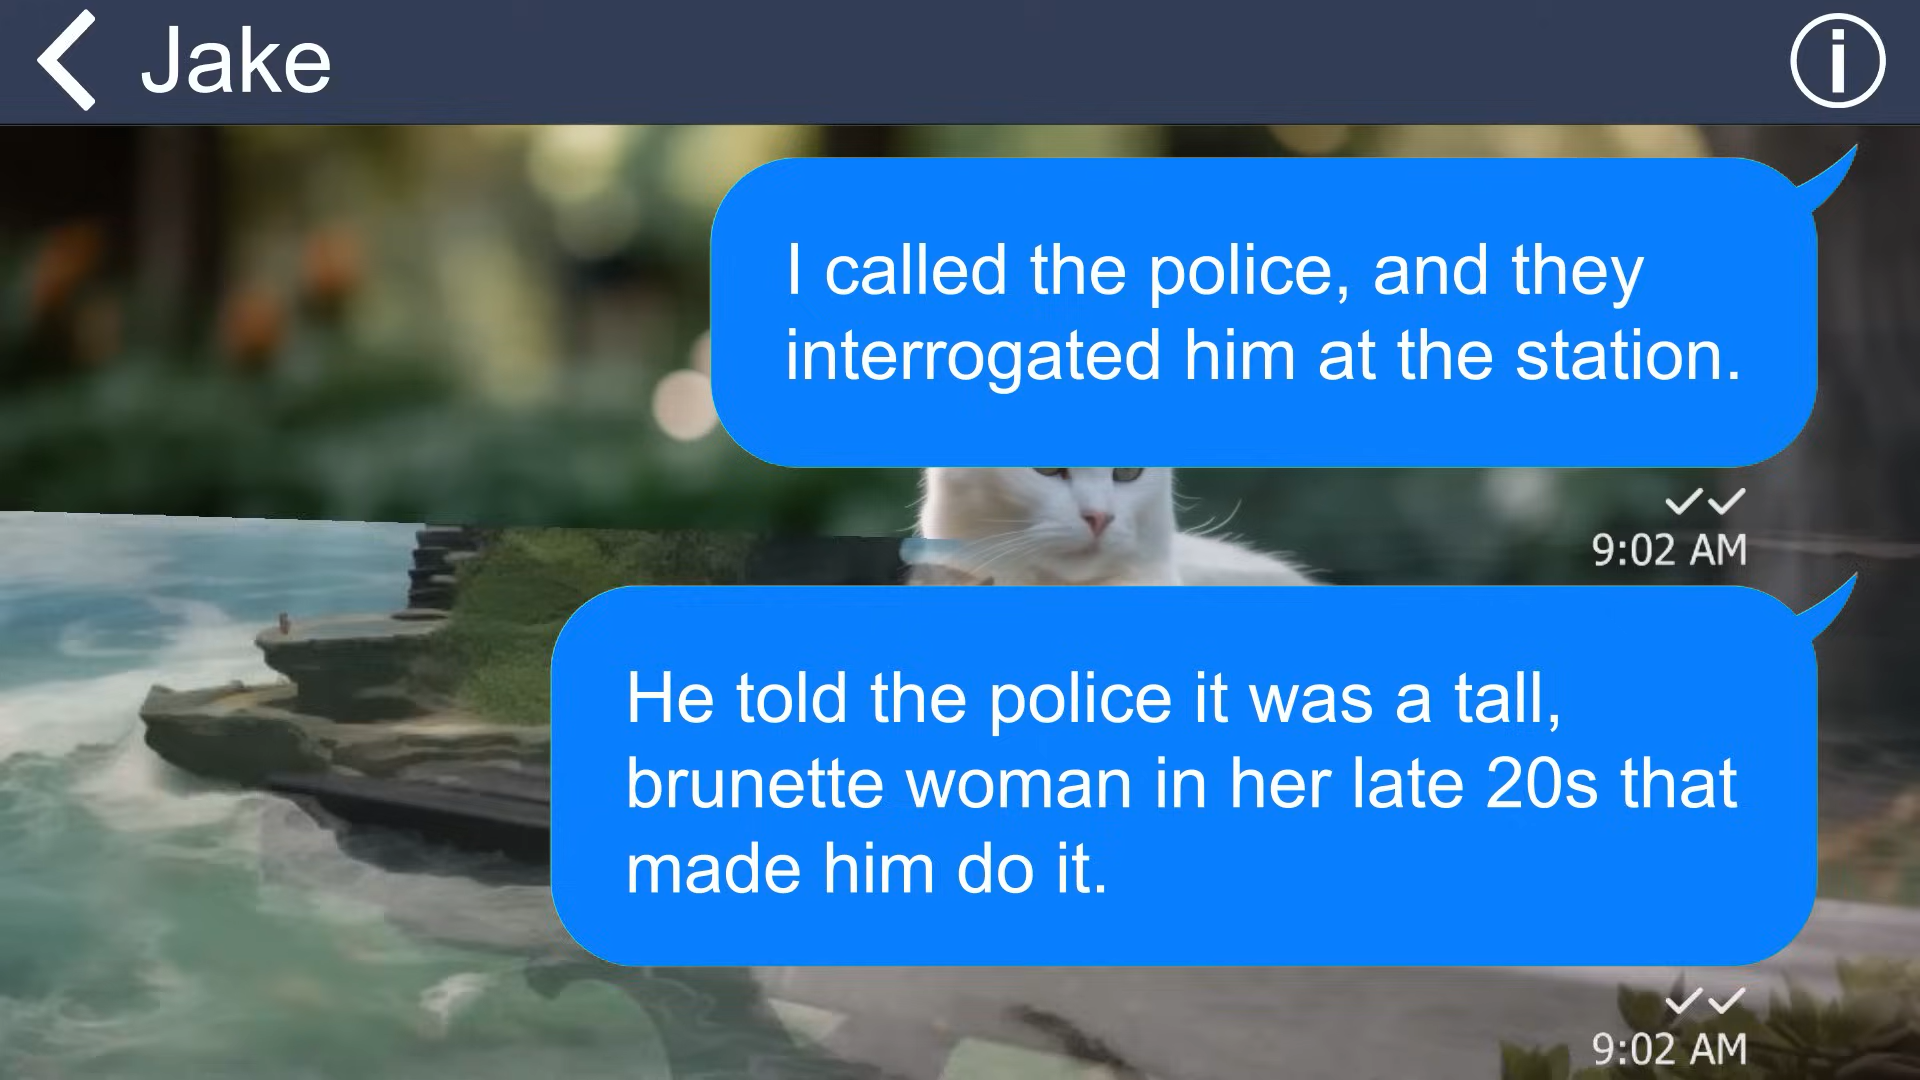 Jake
I called the police, and they
interrogated him at the station.
9:02 AM
He told the police it was a tall,
brunette woman in her late 20s that
made him do it.
9:02 AM